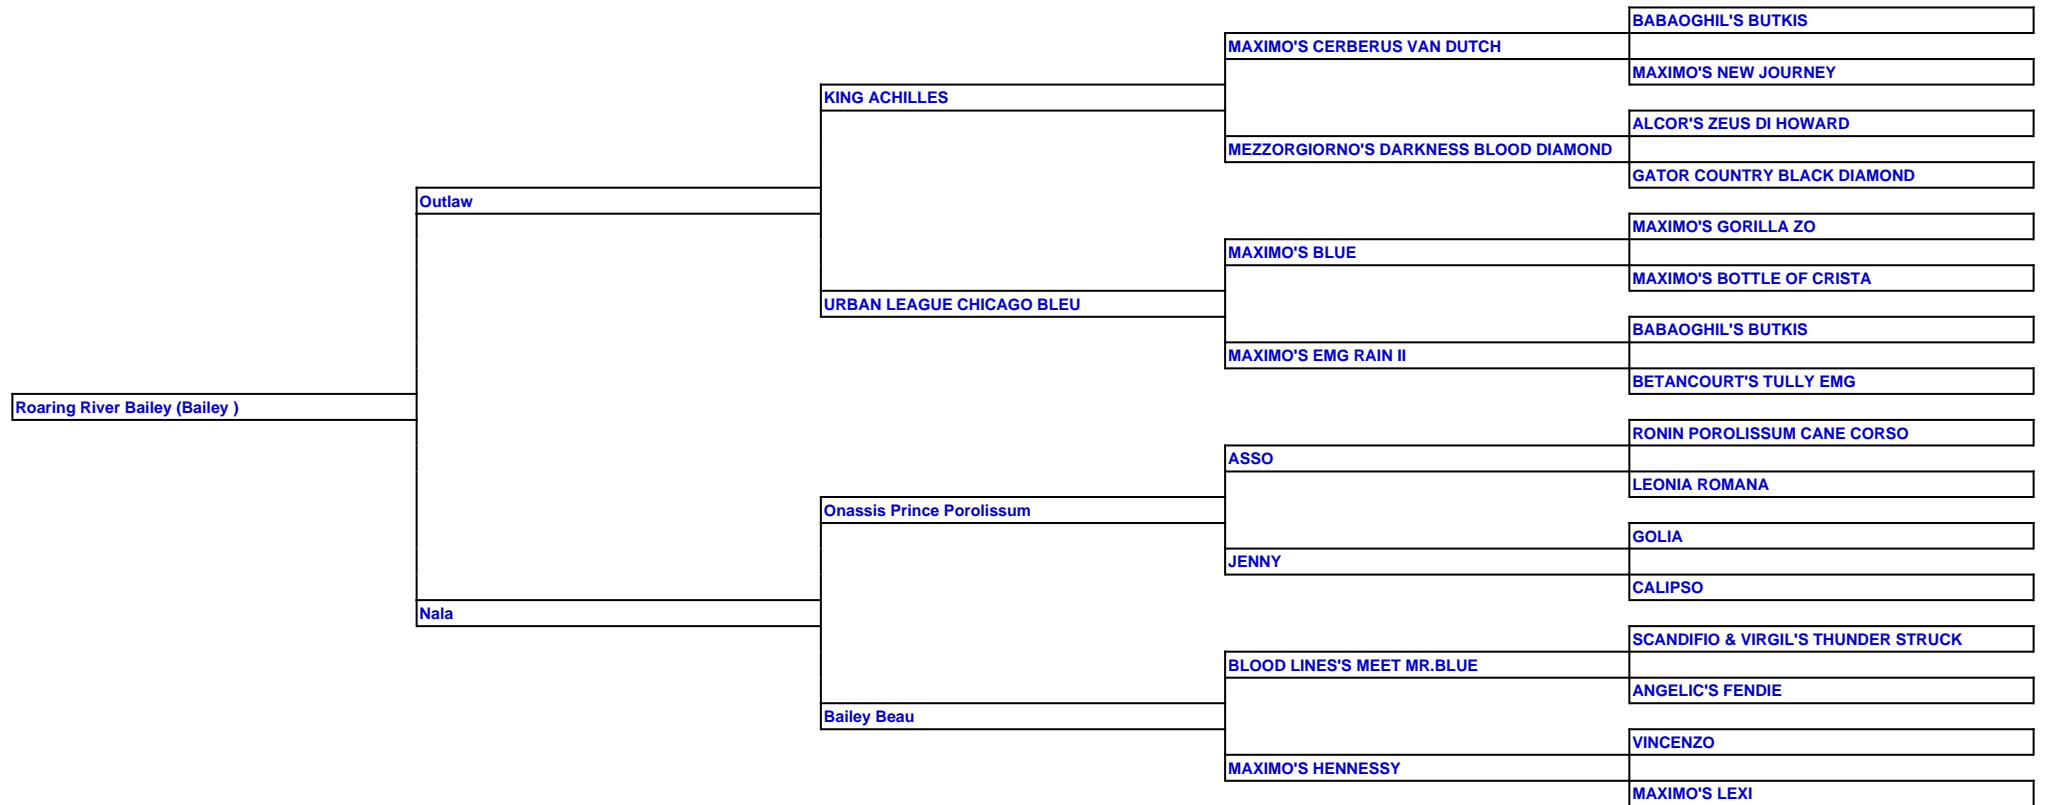 BABAOGHIL'S BUTKIS
MAXIMO'S CERBERUS VAN DUTCH
MAXIMO'S NEW JOURNEY
KING ACHILLES
ALCOR'S ZEUS DI HOWARD
MEZZORGIORNO'S DARKNESS BLOOD DIAMOND
GATOR COUNTRY BLACK DIAMOND
Outlaw
MAXIMO'S GORILLA ZO
MAXIMO'S BLUE
MAXIMO'S BOTTLE OF CRISTA
URBAN LEAGUE CHICAGO BLEU
BABAOGHIL'S BUTKIS
MAXIMO'S EMG RAIN II
BETANCOURT'S TULLY EMG
Roaring River Bailey (Bailey )
RONIN POROLISSUM CANE CORSO
ASSO
LEONIA ROMANA
Onassis Prince Porolissum
GOLIA
JENNY
CALIPSO
Nala
SCANDIFIO & VIRGIL'S THUNDER STRUCK
BLOOD LINES'S MEET MR.BLUE
ANGELIC'S FENDIE
Bailey Beau
VINCENZO
MAXIMO'S HENNESSY
MAXIMO'S LEXI